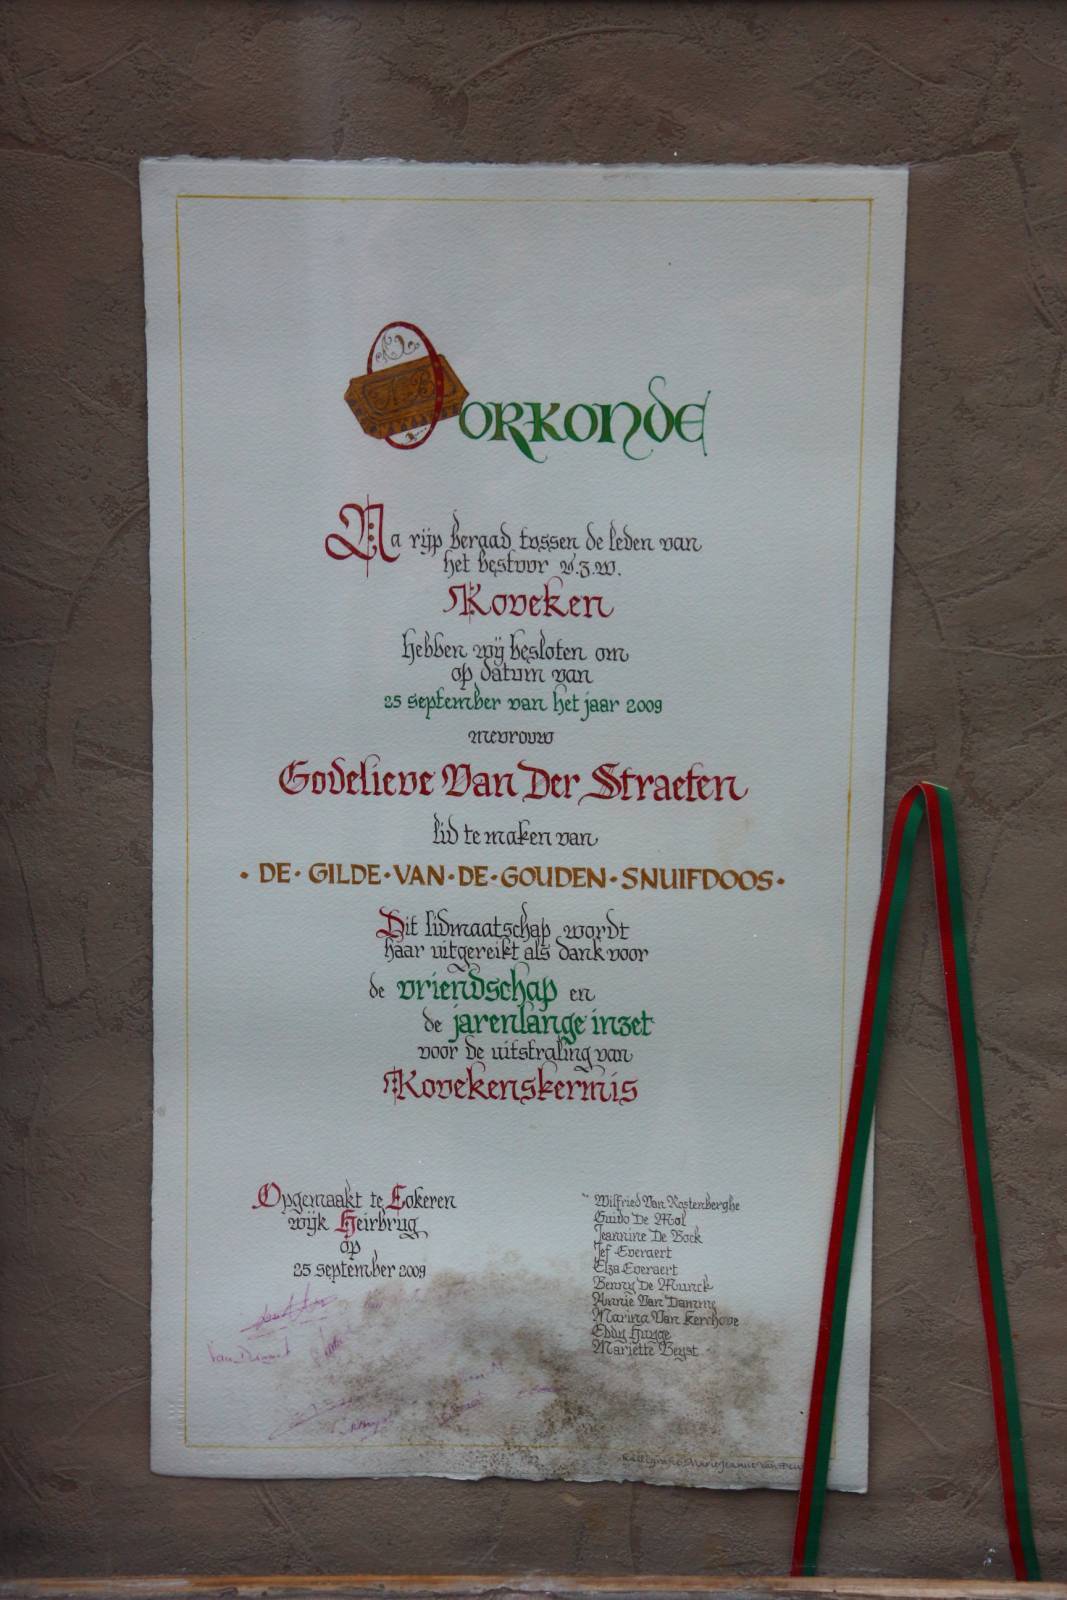 OORKONDE
Na rijp beraad tussen de leden van
het bestuur v.z.w.
Koveken
hebben wij besloten om
op datum van
25 september van het jaar 2009
mevrouw
Godelieve Van Der Straeten
lid te maken van
· DE · GILDE · VAN · DE · GOUDEN · SNUIFDOOS ·
Dit lidmaatschap wordt
haar uitgereikt als dank voor
de vriendschap en
de jarenlange inzet
voor de uitstraling van
Kovekenskermis
Opgemaakt te Eekeren
wijk Heirbrug
op
25 september 2009
Wilfried Van Kostenberghe
Guido De Mol
Jeannine De Bock
Jef Everaert
Elza Everaert
Benny De Munck
Annie Van Damme
Marina Van Kerchove
Eddy Huyge
Mariette Beyst